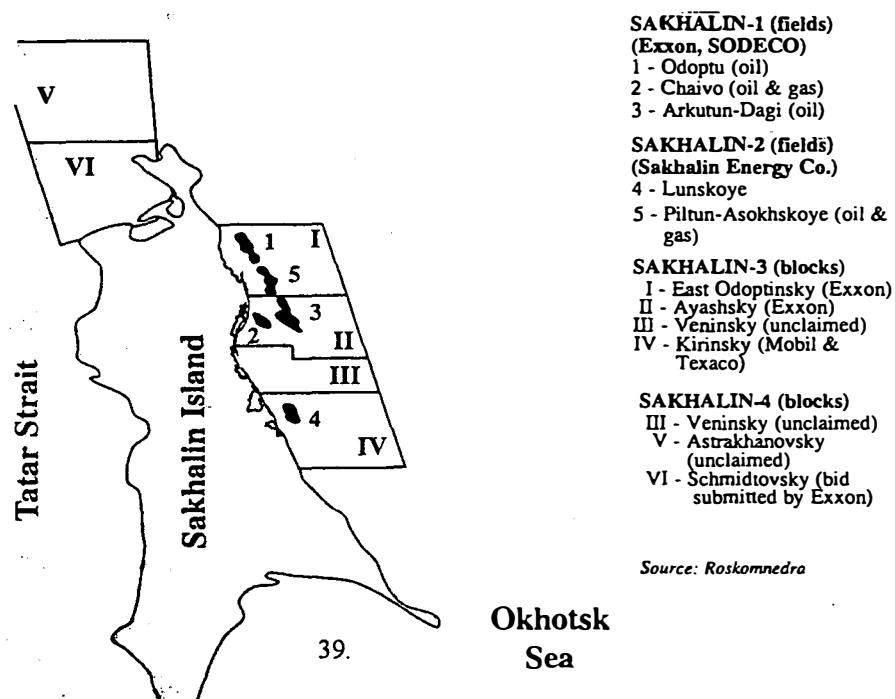 V
VI
I
1
5
3
2
II
III
4
IV
Tatar Strait
Sakhalin Island
39.
Okhotsk
Sea
SAKHALIN-1 (fields)
(Exxon, SODECO)
1 - Odoptu (oil)
2 - Chaivo (oil & gas)
3 - Arkutun-Dagi (oil)
SAKHALIN-2 (fields)
(Sakhalin Energy Co.)
4 - Lunskoye
5 - Piltun-Asokhskoye (oil &
gas)
SAKHALIN-3 (blocks)
I - East Odoptinsky (Exxon)
II - Ayashsky (Exxon)
III - Veninsky (unclaimed)
IV - Kirinsky (Mobil &
Texaco)
SAKHALIN-4 (blocks)
III - Veninsky (unclaimed)
V - Astrakhanovsky
(unclaimed)
VI - Schmidtovsky (bid
submitted by Exxon)
Source: Roskomnedra